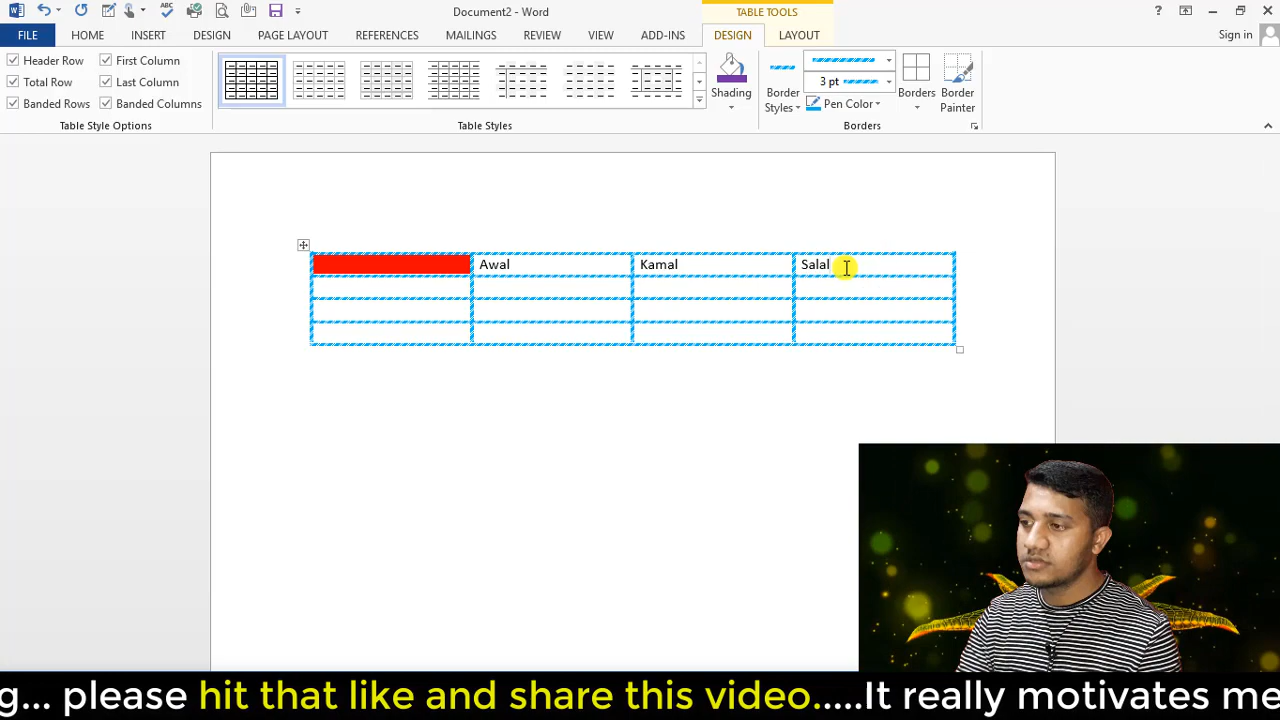 Document2 - Word
TABLE TOOLS
?
FILE HOME INSERT DESIGN PAGE LAYOUT REFERENCES MAILINGS REVIEW VIEW ADD-INS DESIGN LAYOUT Sign in
Header Row First Column
Total Row Last Column
Banded Rows Banded Columns
Table Style Options
Table Styles
Shading
Border Styles
3 pt
Pen Color
Borders
Border Painter
Borders
Awal Kamal Salal
g... please hit that like and share this video.....It really motivates me